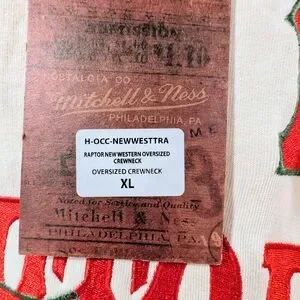 ADMISSION
$1.10
NOSTALGIA CO
Mitchell & Ness
PHILADELPHIA, PA
H-OCC-NEWWESTTRA
RAPTOR NEW WESTERN OVERSIZED
CREWNECK
OVERSIZED CREWNECK
XL
Noted for Service and Quality
Mitchell & Ness
PHILADELPHIA PA